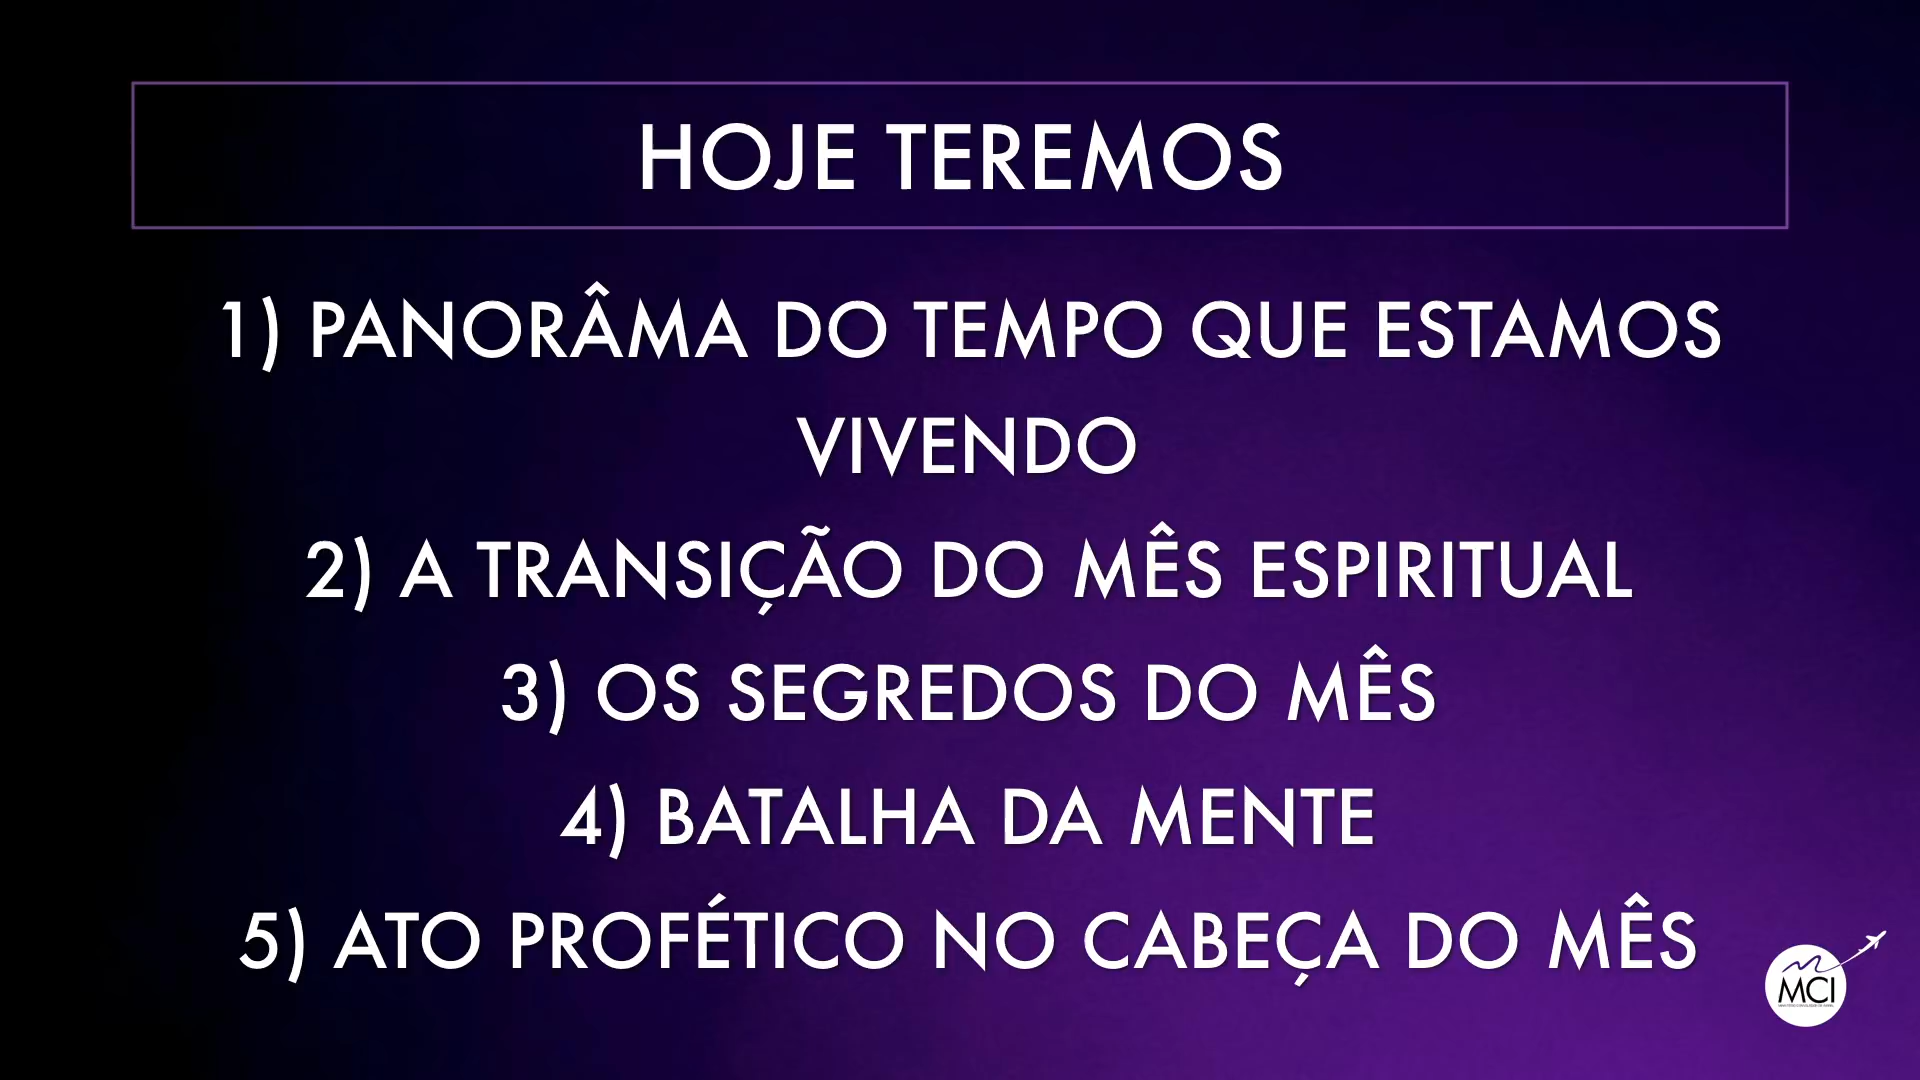 HOJE TEREMOS
1) PANORÂMA DO TEMPO QUE ESTAMOS
VIVENDO
2) A TRANSIÇÃO DO MÊS ESPIRITUAL
3) OS SEGREDOS DO MÊS
4) BATALHA DA MENTE
5) ATO PROFÉTICO NO CABEÇA DO MÊS
MCI